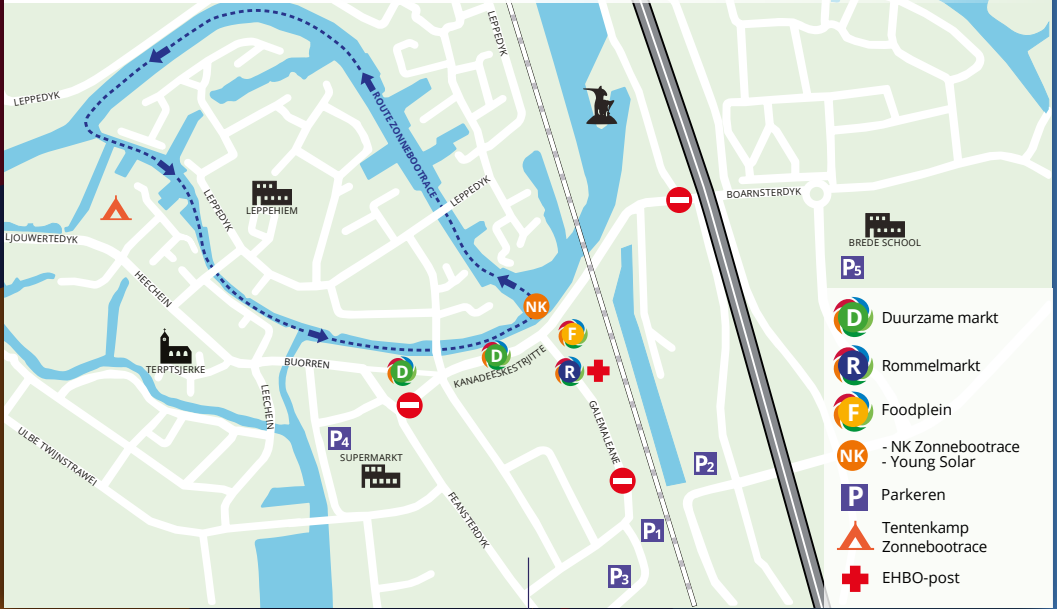 LEPPEDYK
LEPPEDYK
ROUTE ZONNEBOOTRACE
LEPPEDYK
LEPPEDYK
LEPPEHIEM
BOARNSTERDYK
BREDE SCHOOL
P5
LJOUWERTEDYK
HEECHEIN
NK
TERPTSJERKE
BUORREN
D
D
F
R
KANADEESKESTRJITTE
LEECHEIN
GALEMALEANE
ULBE TWIJNSTRAWEI
P4
SUPERMARKT
P2
FEANSTERDYK
P1
P3
D Duurzame markt
R Rommelmarkt
F Foodplein
NK - NK Zonnebootrace
- Young Solar
P Parkeren
Tentenkamp
Zonnebootrace
EHBO-post